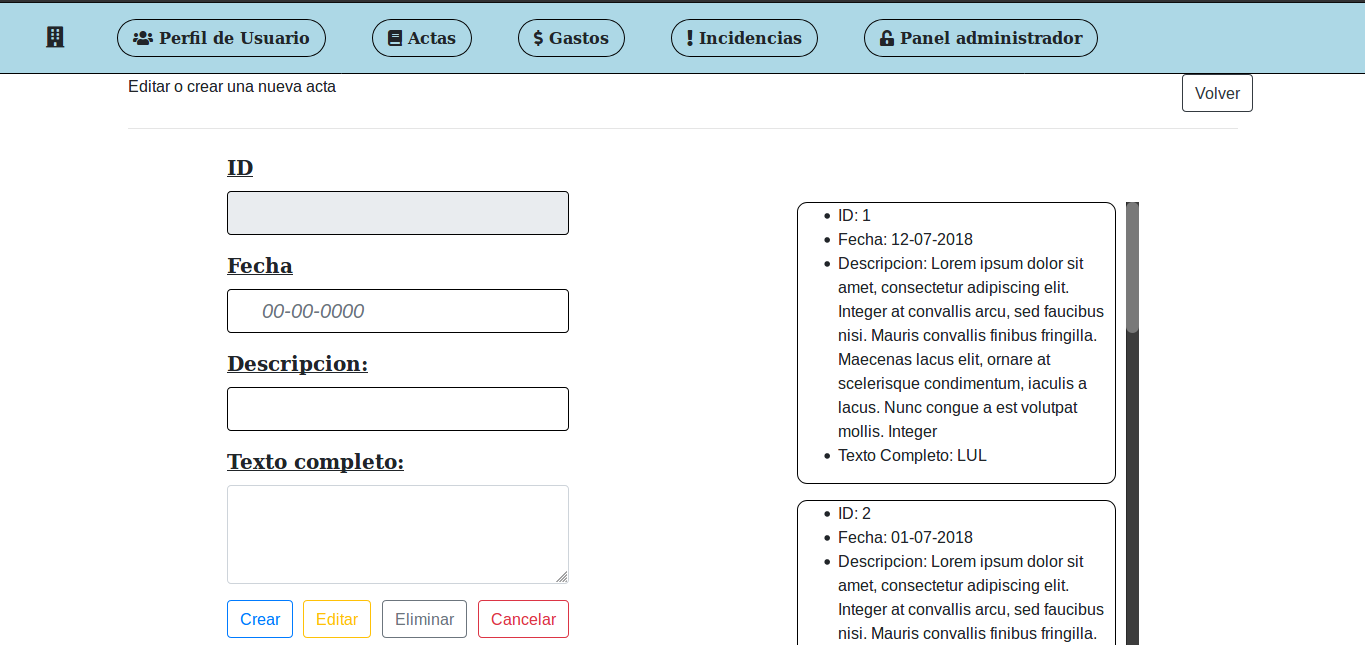 Perfil de Usuario Actas $ Gastos ! Incidencias Panel administrador
Editar o crear una nueva acta
Volver
ID
Fecha
00-00-0000
Descripcion:
Texto completo:
Crear Editar Eliminar Cancelar
• ID: 1
• Fecha: 12-07-2018
• Descripcion: Lorem ipsum dolor sit
amet, consectetur adipiscing elit.
Integer at convallis arcu, sed faucibus
nisi. Mauris convallis finibus fringilla.
Maecenas lacus elit, ornare at
scelerisque condimentum, iaculis a
lacus. Nunc congue a est volutpat
mollis. Integer
• Texto Completo: LUL
• ID: 2
• Fecha: 01-07-2018
• Descripcion: Lorem ipsum dolor sit
amet, consectetur adipiscing elit.
Integer at convallis arcu, sed faucibus
nisi. Mauris convallis finibus fringilla.